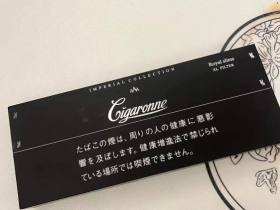 IMPERIAL COLLECTION
Royal Slims
XL FILTER
Cigaronne
たばこの煙は、周りの人の健康に悪影
響を及ぼします。健康増進法で禁じられ
ている場所では喫煙できません。